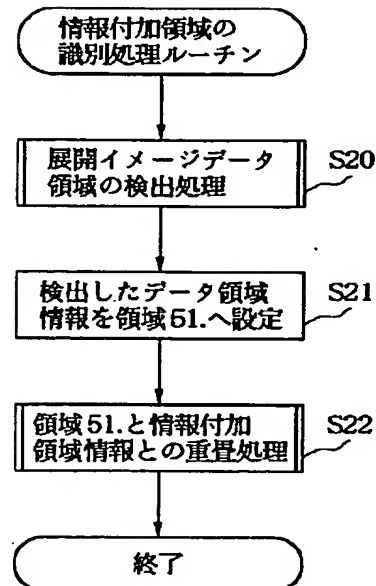 情報付加領域の
識別処理ルーチン
展開イメージデータ
領域の検出処理
S20
検出したデータ領域
情報を領域51.へ設定
S21
領域51.と情報付加
領域情報との重畳処理
S22
終了